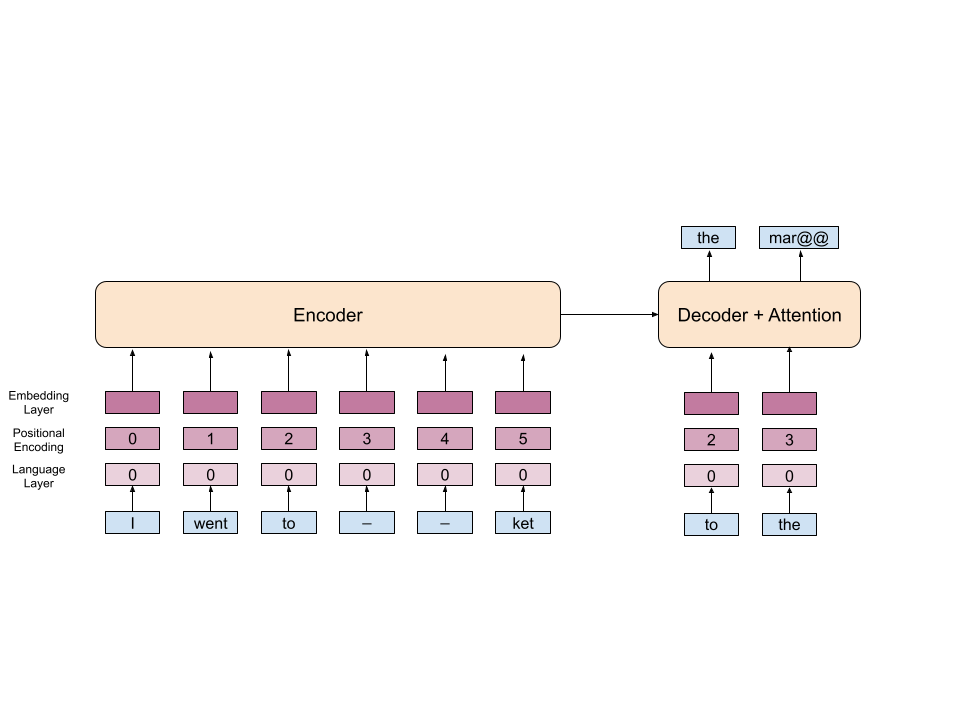 the mar@@
Encoder Decoder + Attention
Embedding
Layer
Positional
Encoding
0 1 2 3 4 5 2 3
Language
Layer
0 0 0 0 0 0 0 0
I went to – – ket to the